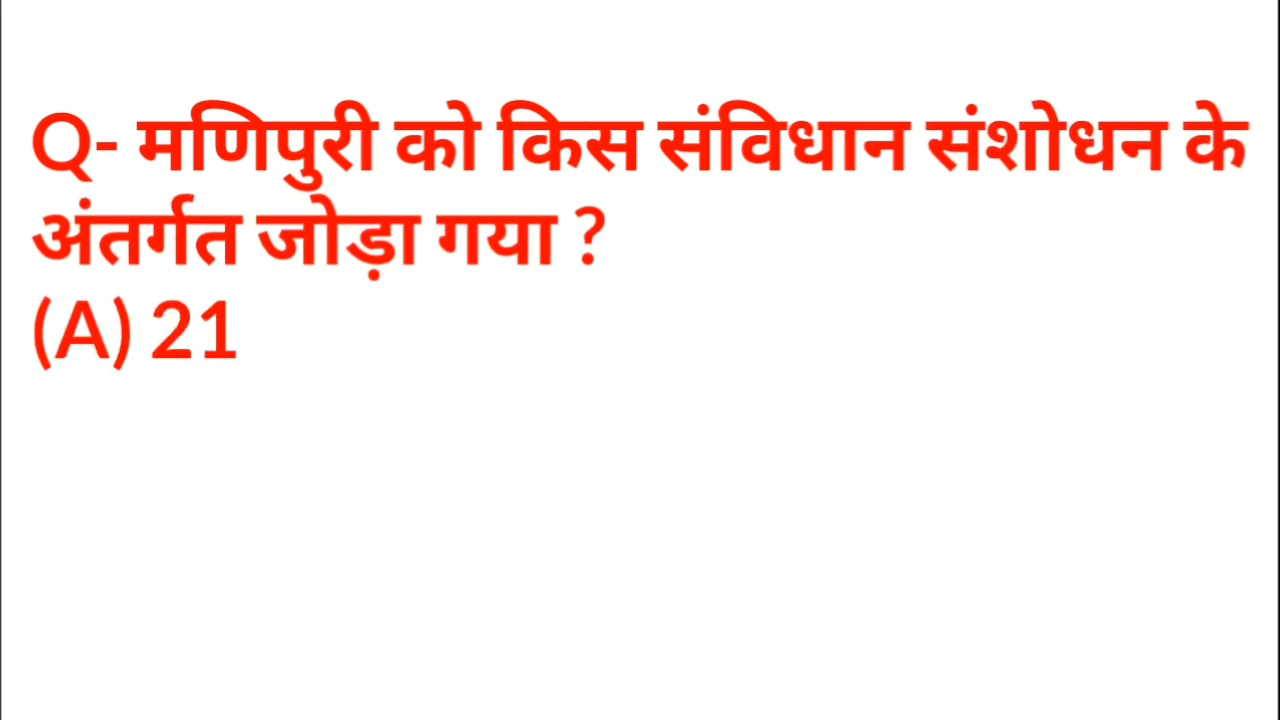 Q- मणिपुरी को किस संविधान संशोधन के
अंतर्गत जोड़ा गया ?
(A) 21